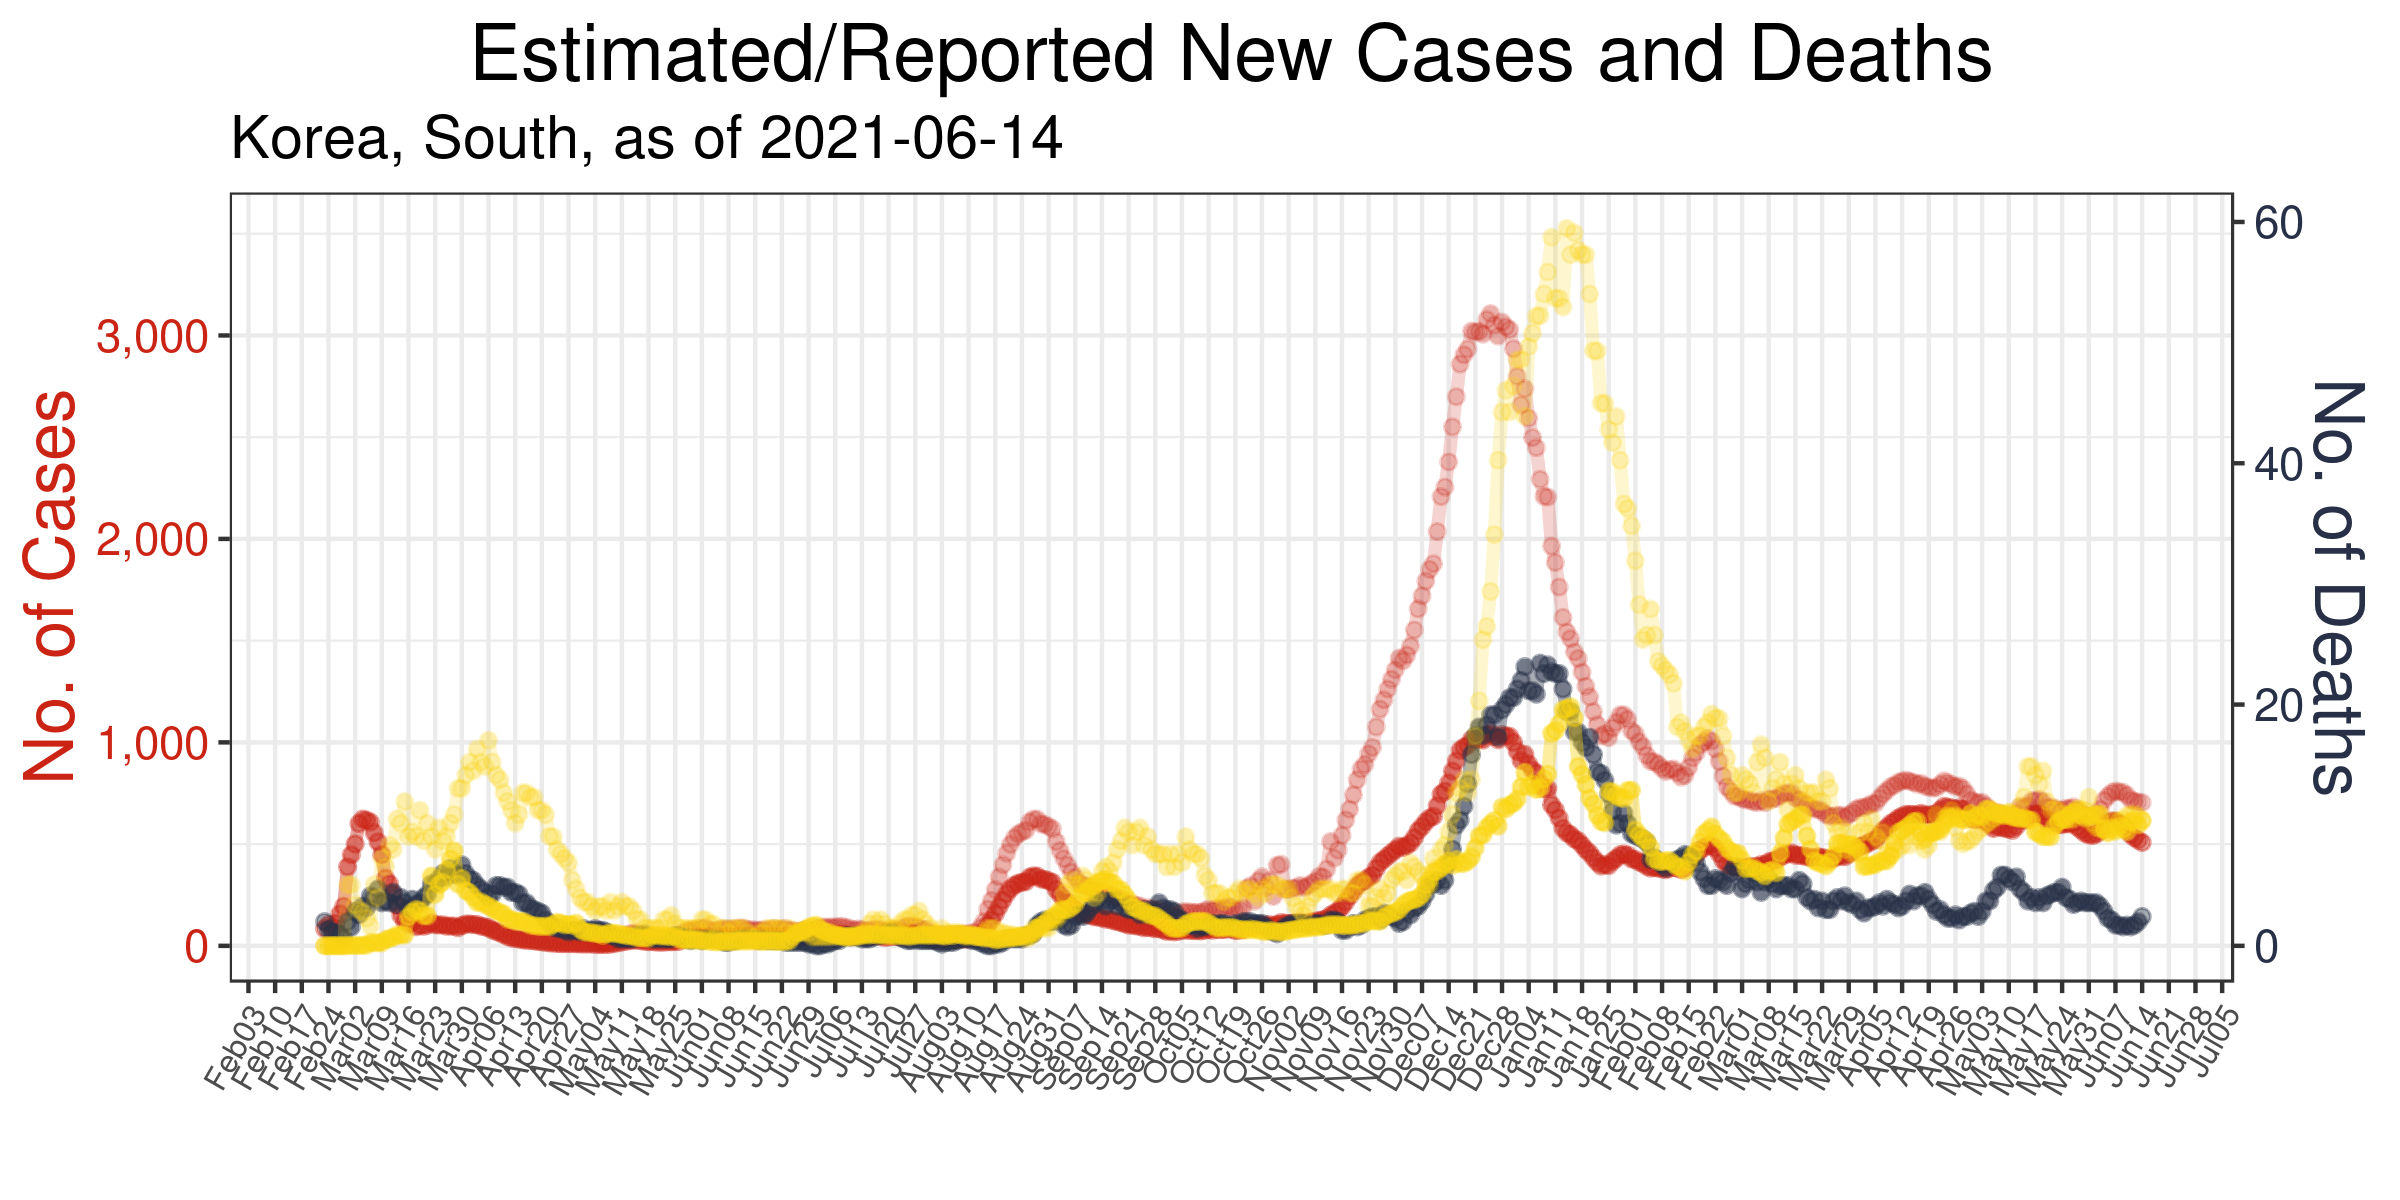 Estimated/Reported New Cases and Deaths
Korea, South, as of 2021-06-14
No. of Cases
3,000
2,000
1,000
0
60
40
20
0
No. of Deaths
Feb03
Feb10
Feb17
Feb24
Mar02
Mar09
Mar16
Mar23
Mar30
Apr06
Apr13
Apr20
Apr27
May04
May11
May18
May25
Jun01
Jun08
Jun15
Jun22
Jun29
Jul06
Jul13
Jul20
Jul27
Aug03
Aug10
Aug17
Aug24
Aug31
Sep07
Sep14
Sep21
Sep28
Oct05
Oct12
Oct19
Oct26
Nov02
Nov09
Nov16
Nov23
Nov30
Dec07
Dec14
Dec21
Dec28
Jan04
Jan11
Jan18
Jan25
Feb01
Feb08
Feb15
Feb22
Mar01
Mar08
Mar15
Mar22
Mar29
Apr05
Apr12
Apr19
Apr26
May03
May10
May17
May24
May31
Jun07
Jun14
Jun21
Jun28
Jul05